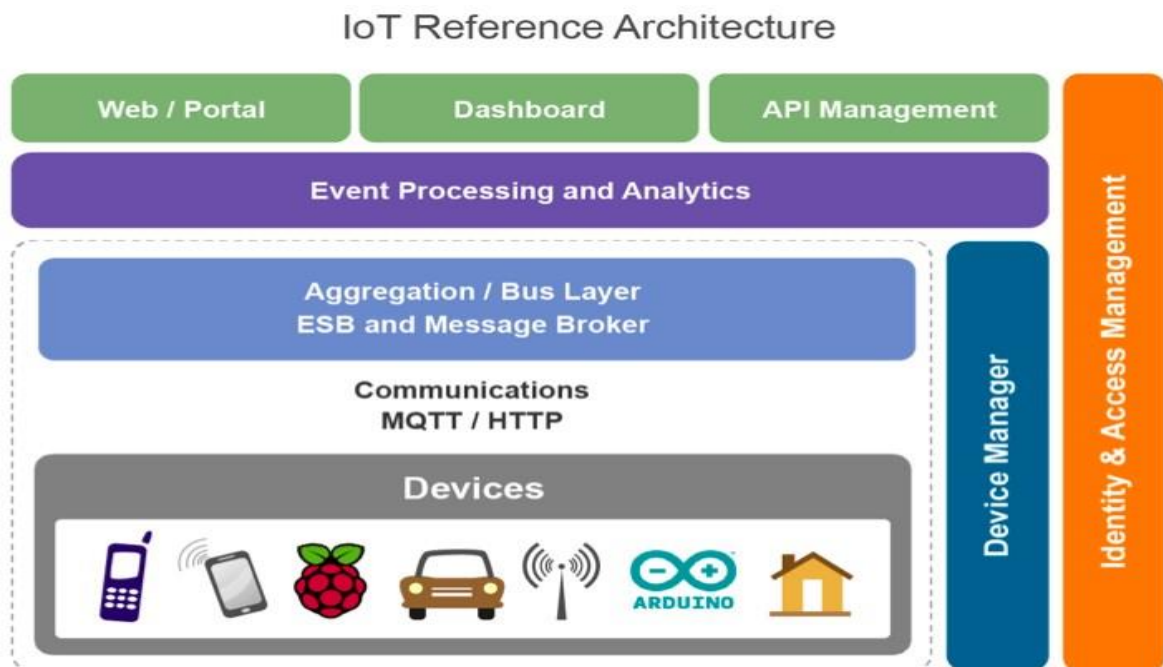 IoT Reference Architecture
Web / Portal
Dashboard
API Management
Event Processing and Analytics
Aggregation / Bus Layer
ESB and Message Broker
Communications
MQTT / HTTP
Devices
ARDUINO
Device Manager
Identity & Access Management